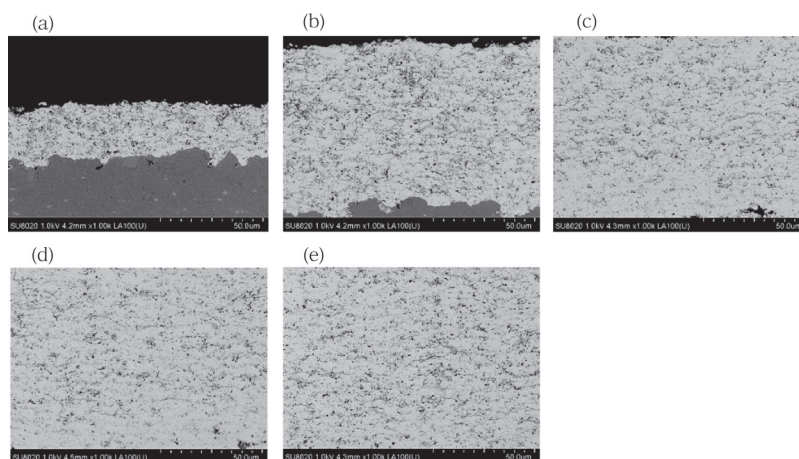 (a)
(b)
(c)
SU8020 1.0kV 4.2mm x1.00k LA100(U) 50.0um
SU8020 1.0kV 4.2mm x1.00k LA100(U) 50.0um
SU8020 1.0kV 4.3mm x1.00k LA100(U) 50.0um
(d)
(e)
SU8020 1.0kV 4.5mm x1.00k LA100(U) 50.0um
SU8020 1.0kV 4.3mm x1.00k LA100(U) 50.0um